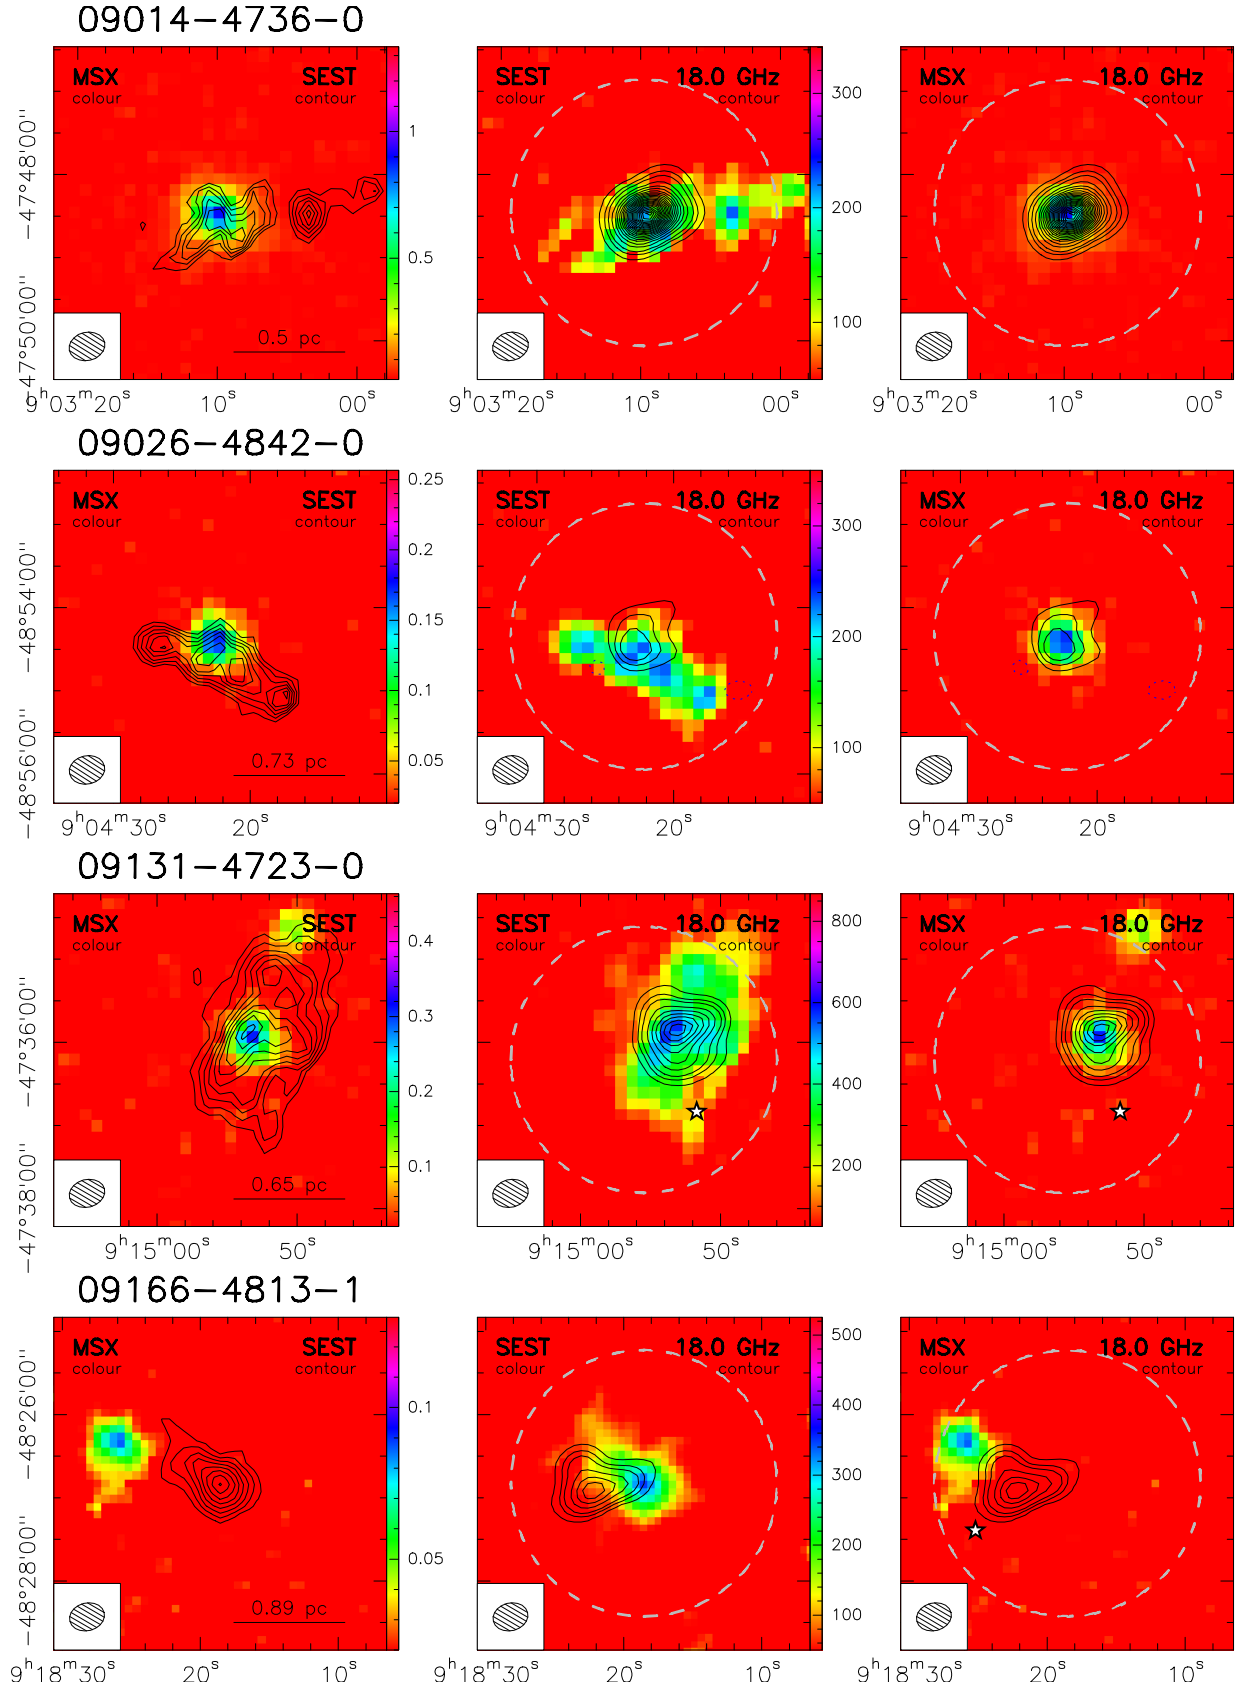 09014-4736-0
MSX SEST SEST 18.0 GHz MSX 18.0 GHz
colour contour colour contour colour contour
1 300
-47°48'00"
200
0.5
100
-47°50'00"
0.5 pc
9h03m20s 10s 00s 9h03m20s 10s 00s 9h03m20s 10s 00s
09026-4842-0
0.25
MSX SEST SEST 18.0 GHz MSX 18.0 GHz
colour contour colour contour colour contour
0.2 300
-48°54'00"
0.15 200
0.1
0.05 100
-48°56'00"
0.73 pc
9h04m30s 20s 9h04m30s 20s 9h04m30s 20s
09131-4723-0
MSX SEST SEST 18.0 GHz 800 MSX 18.0 GHz
colour contour 0.4 colour contour colour contour
0.3 600
-47°36'00"
0.2 400
0.1 200
-47°38'00"
0.65 pc
9h15m00s 50s 9h15m00s 50s 9h15m00s 50s
09166-4813-1
500
MSX SEST SEST 18.0 GHz MSX 18.0 GHz
colour contour colour contour colour contour
0.1 400
-48°26'00"
300
0.05 200
100
-48°28'00"
0.89 pc
9h18m30s 20s 10s 9h18m30s 20s 10s 9h18m30s 20s 10s